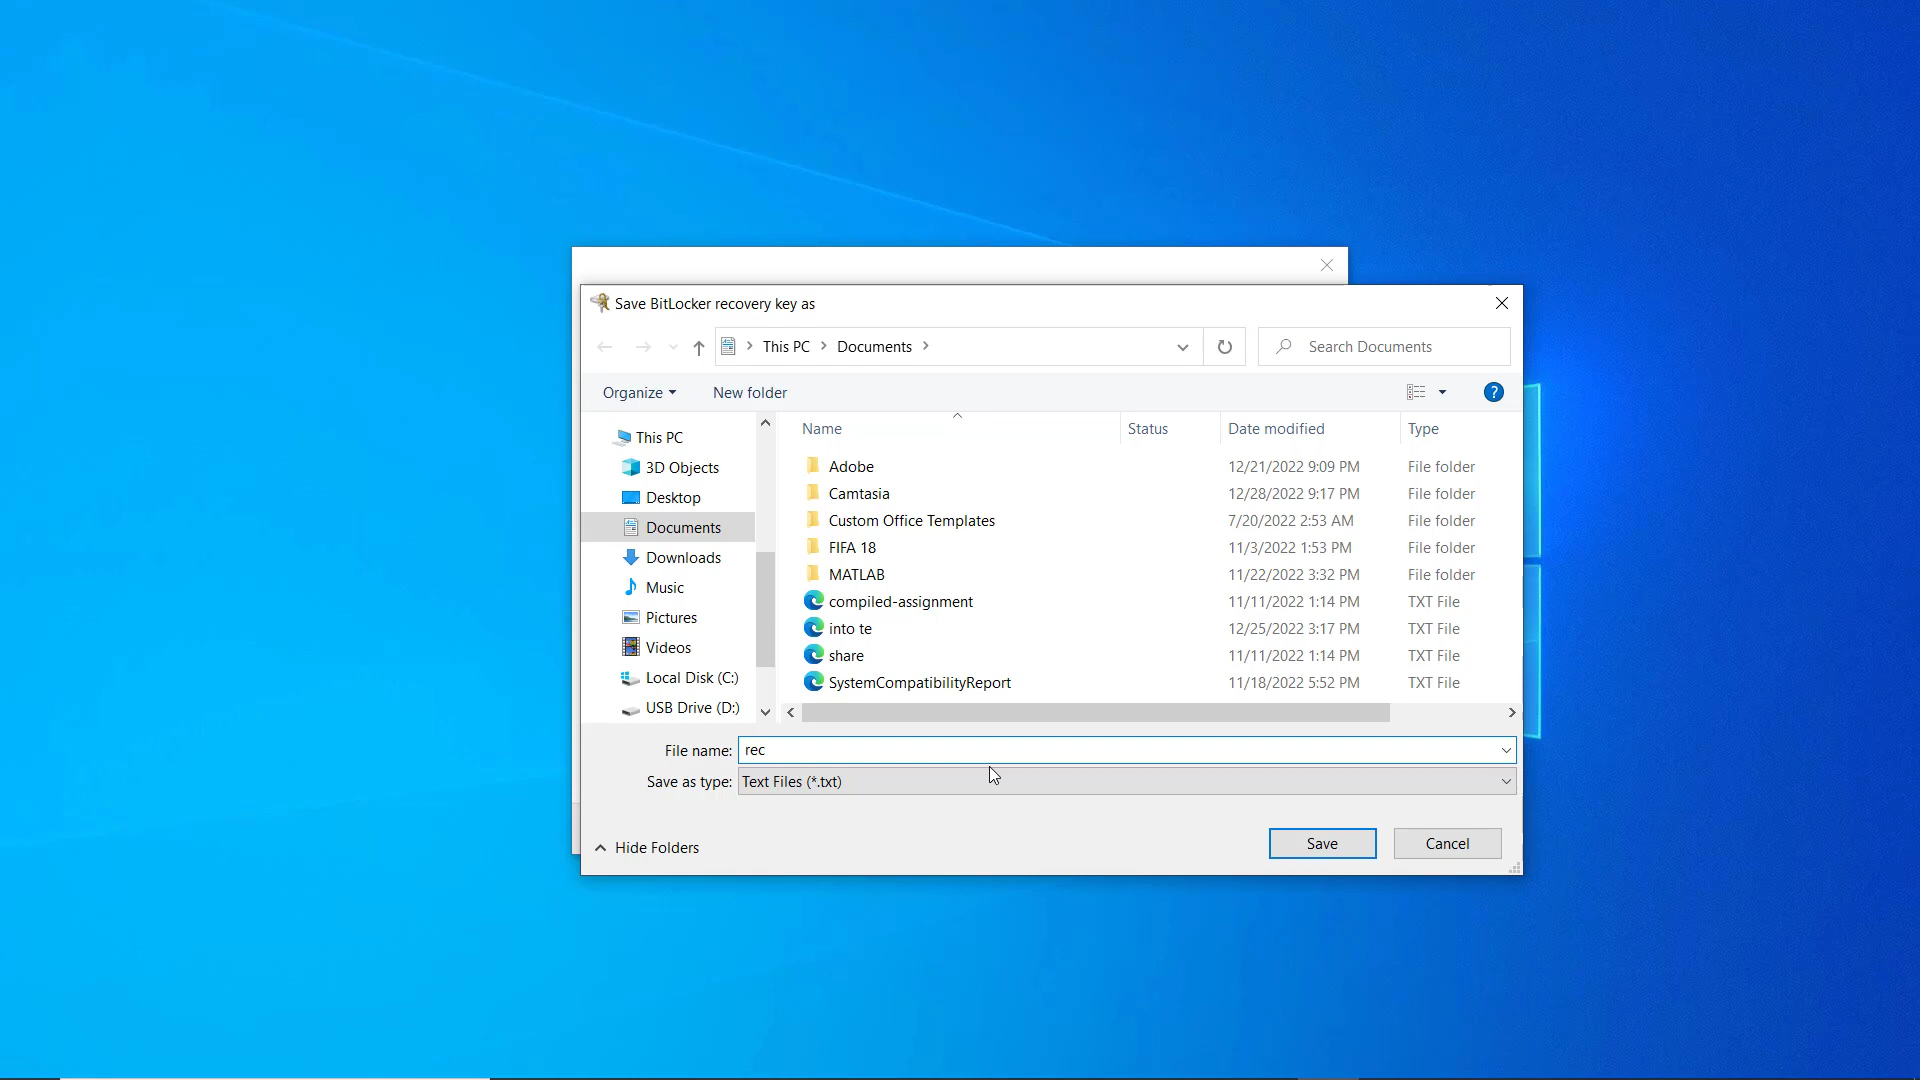 Save BitLocker recovery key as
This PC Documents
Search Documents
Organize New folder
?
This PC
3D Objects
Desktop
Documents
Downloads
Music
Pictures
Videos
Local Disk (C:)
USB Drive (D:)
Name Status Date modified Type
Adobe 12/21/2022 9:09 PM File folder
Camtasia 12/28/2022 9:17 PM File folder
Custom Office Templates 7/20/2022 2:53 AM File folder
FIFA 18 11/3/2022 1:53 PM File folder
MATLAB 11/22/2022 3:32 PM File folder
compiled-assignment 11/11/2022 1:14 PM TXT File
into te 12/25/2022 3:17 PM TXT File
share 11/11/2022 1:14 PM TXT File
SystemCompatibilityReport 11/18/2022 5:52 PM TXT File
File name: rec
Save as type: Text Files (*.txt)
Hide Folders
Save Cancel